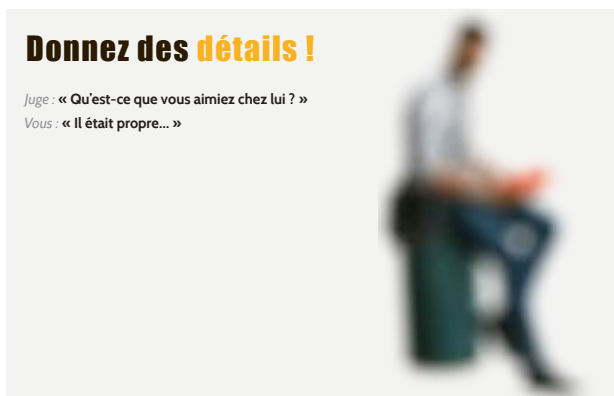 Donnez des détails !
Juge : « Qu'est-ce que vous aimiez chez lui ? »
Vous : « Il était propre... »